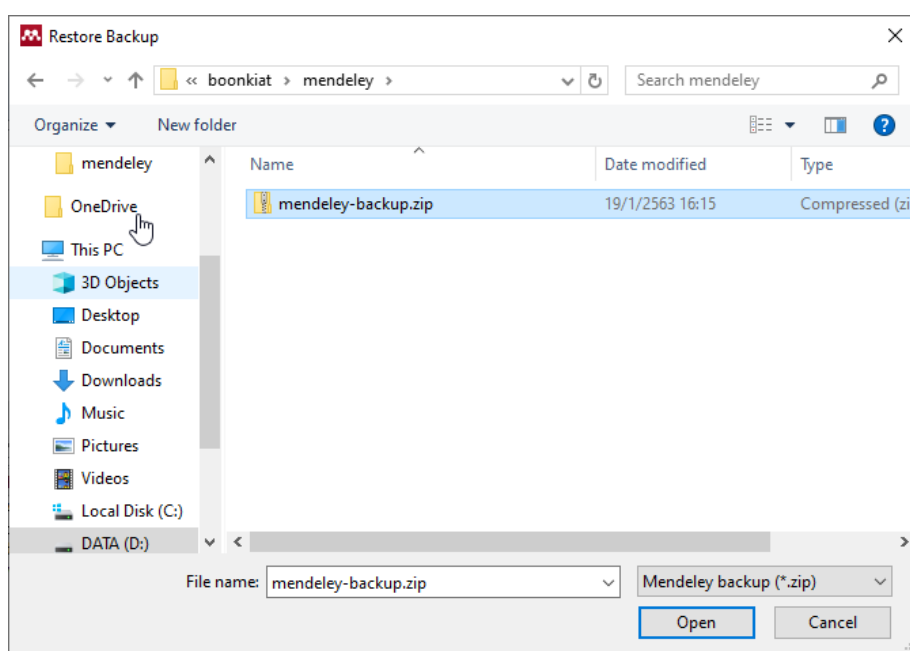 Restore Backup
« boonkiat > mendeley >
Search mendeley
Organize
New folder
Name
Date modified
Type
mendeley
mendeley-backup.zip
19/1/2563 16:15
Compressed (zi
OneDrive
This PC
3D Objects
Desktop
Documents
Downloads
Music
Pictures
Videos
Local Disk (C:)
DATA (D:)
File name:
mendeley-backup.zip
Mendeley backup (*.zip)
Open
Cancel